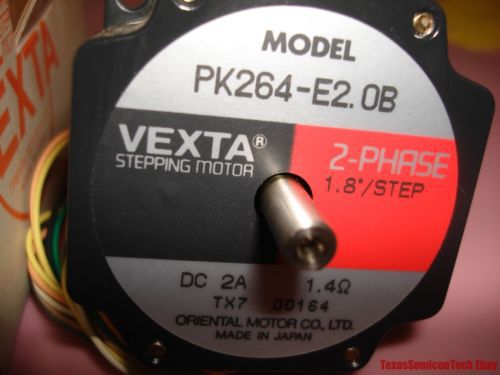 MODEL
PK264-E2.0B
VEXTA®
STEPPING MOTOR
2-PHASE
1.8°/STEP
DC 2A 1.4Ω
TX7 00164
ORIENTAL MOTOR CO., LTD.
MADE IN JAPAN
EXTA
TexasSemiconTech Ebay